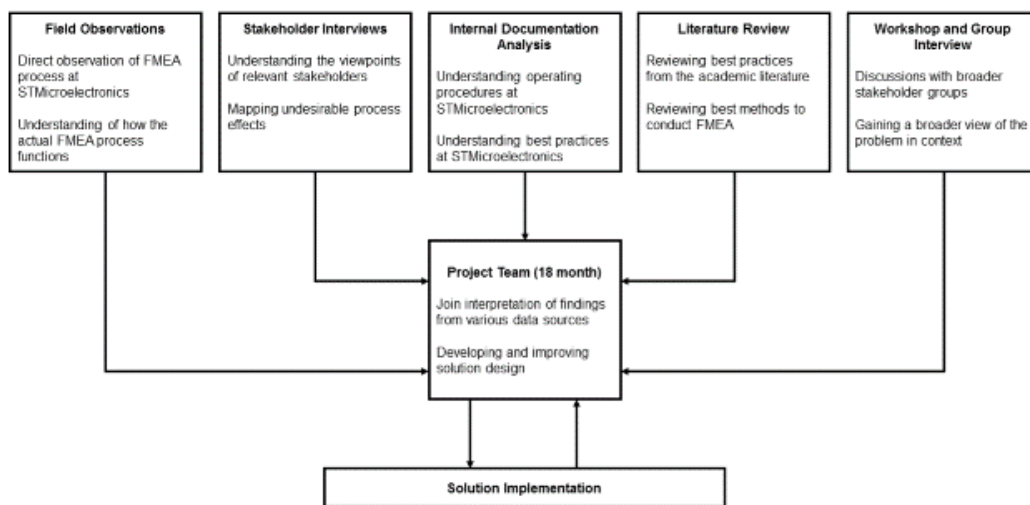 Field Observations
Direct observation of FMEA
process at
STMicroelectronics
Understanding of how the
actual FMEA process
functions
Stakeholder Interviews
Understanding the viewpoints
of relevant stakeholders
Mapping undesirable process
effects
Internal Documentation
Analysis
Understanding operating
procedures at
STMicroelectronics
Understanding best practices
at STMicroelectronics
Literature Review
Reviewing best practices
from the academic literature
Reviewing best methods to
conduct FMEA
Workshop and Group
Interview
Discussions with broader
stakeholder groups
Gaining a broader view of the
problem in context
Project Team (18 month)
Join interpretation of findings
from various data sources
Developing and improving
solution design
Solution Implementation